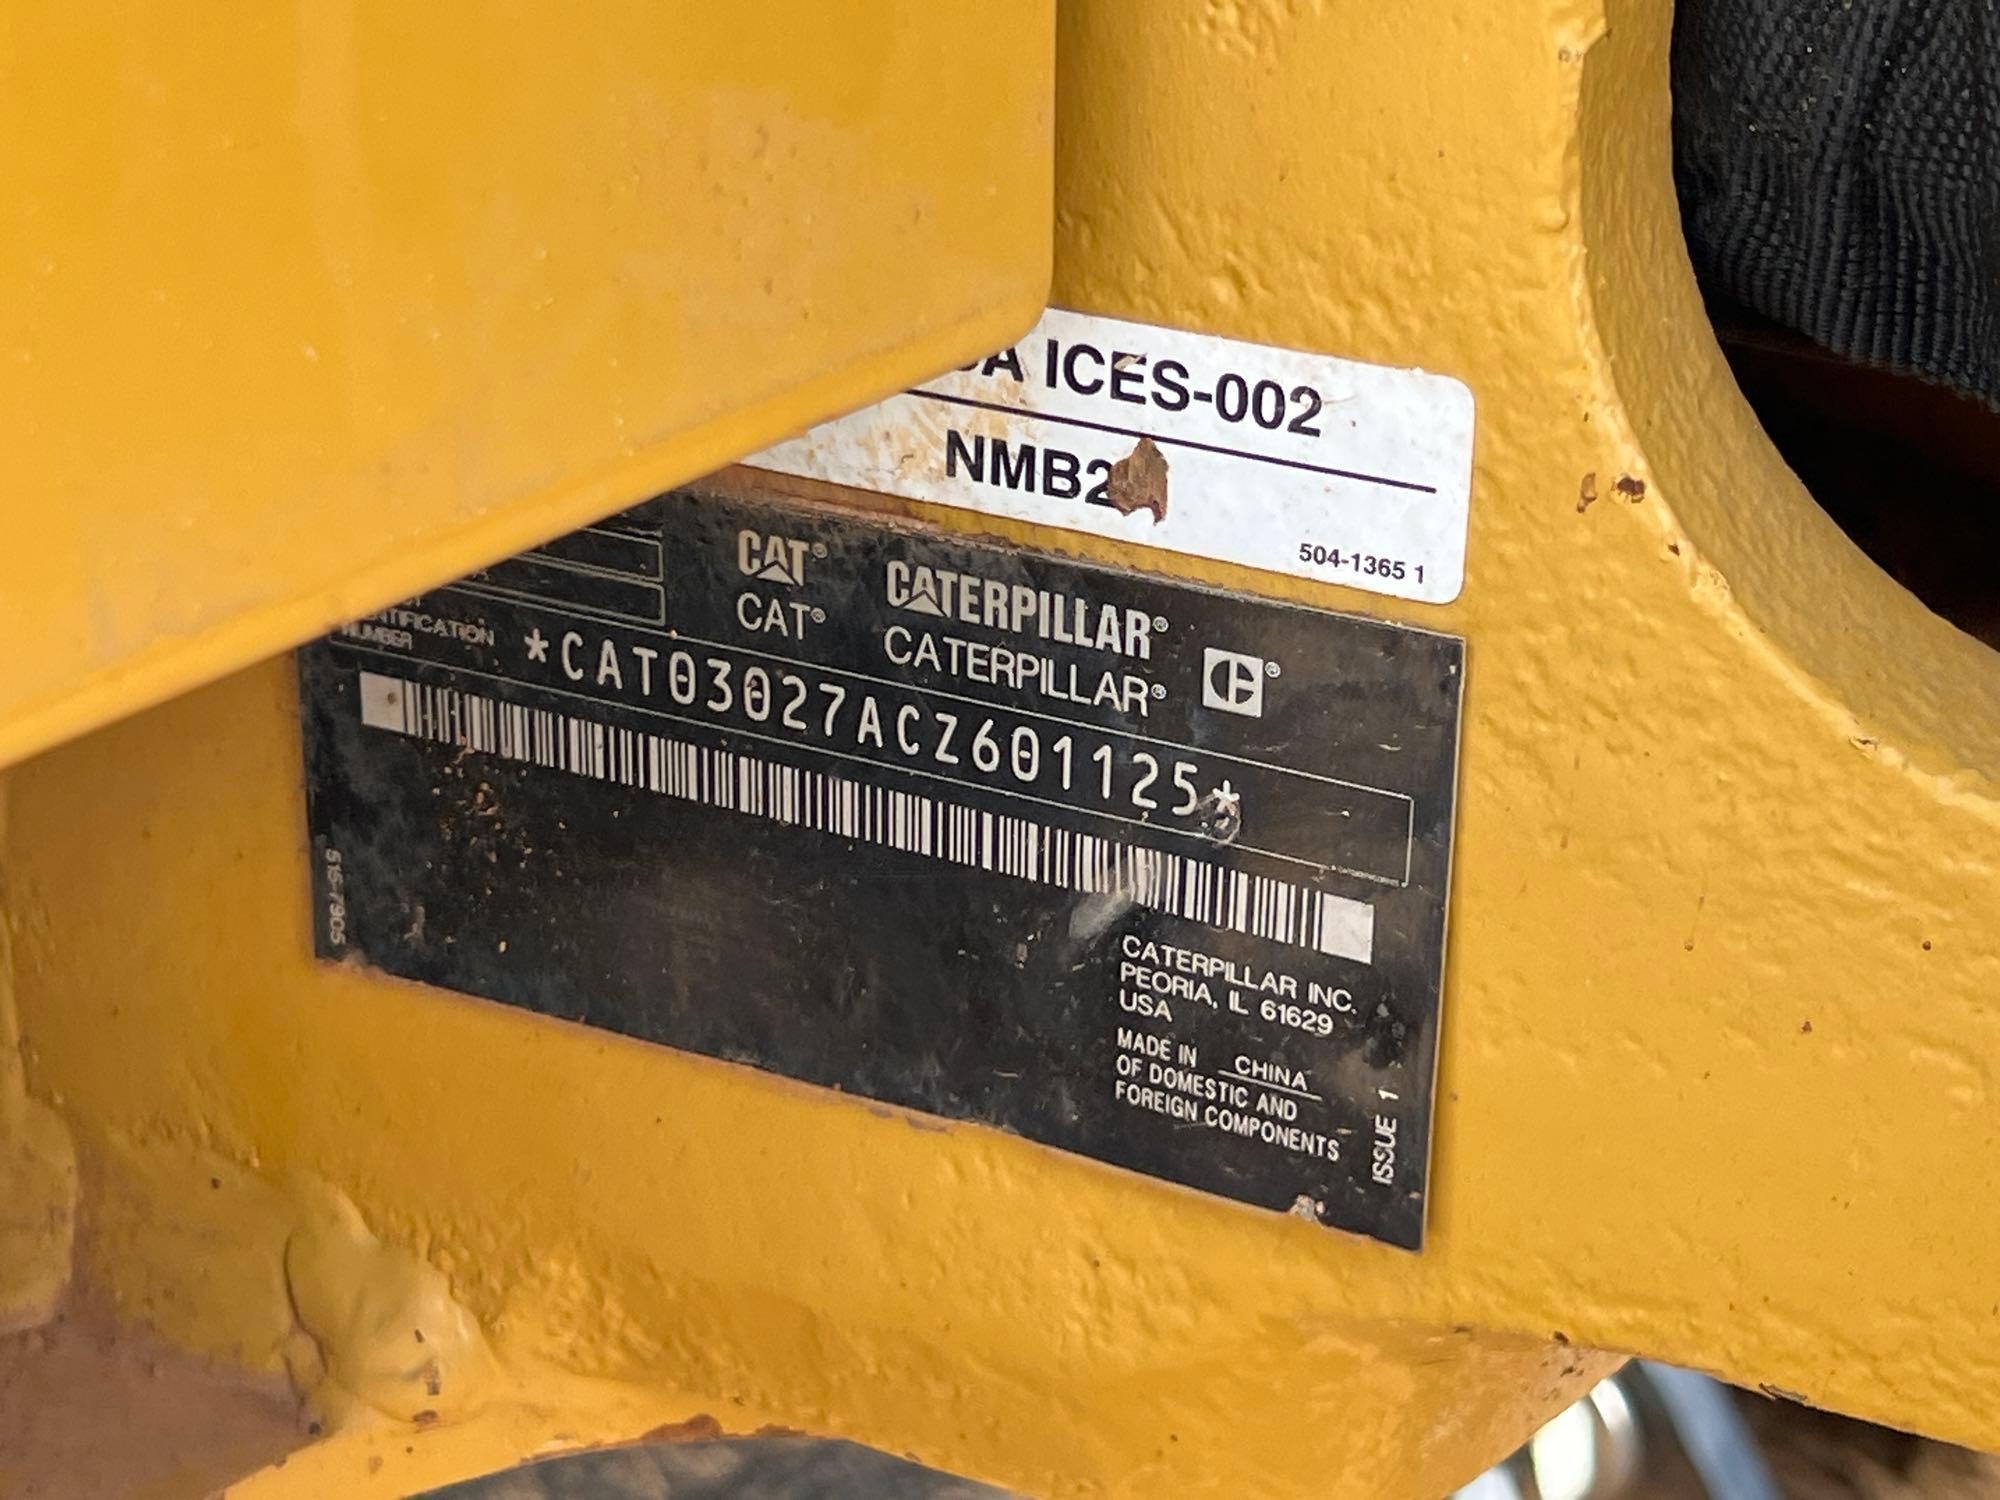 ICES-002
504-1365 1
CAT® CATERPILLAR®
CAT® CATERPILLAR®
NUMBER
*CAT03027ACZ601125*
515-7905
CATERPILLAR INC.
PEORIA, IL 61629
USA
MADE IN CHINA
OF DOMESTIC AND
FOREIGN COMPONENTS
ISSUE 1